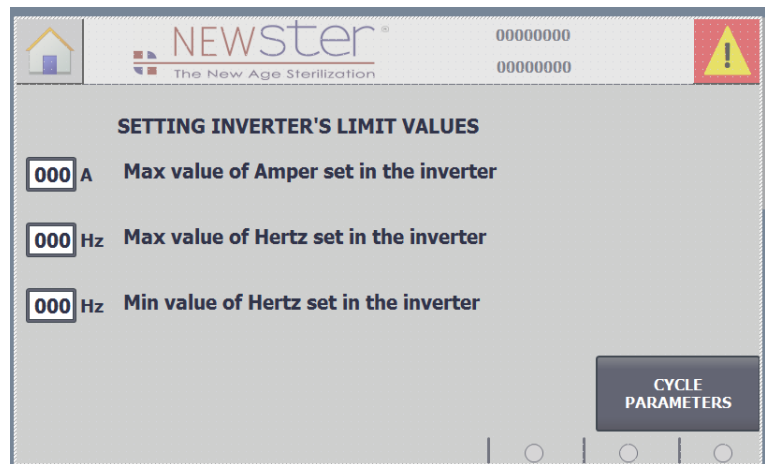 NEWSter®
The New Age Sterilization
00000000
00000000
!
SETTING INVERTER'S LIMIT VALUES
000 A Max value of Amper set in the inverter
000 Hz Max value of Hertz set in the inverter
000 Hz Min value of Hertz set in the inverter
CYCLE
PARAMETERS